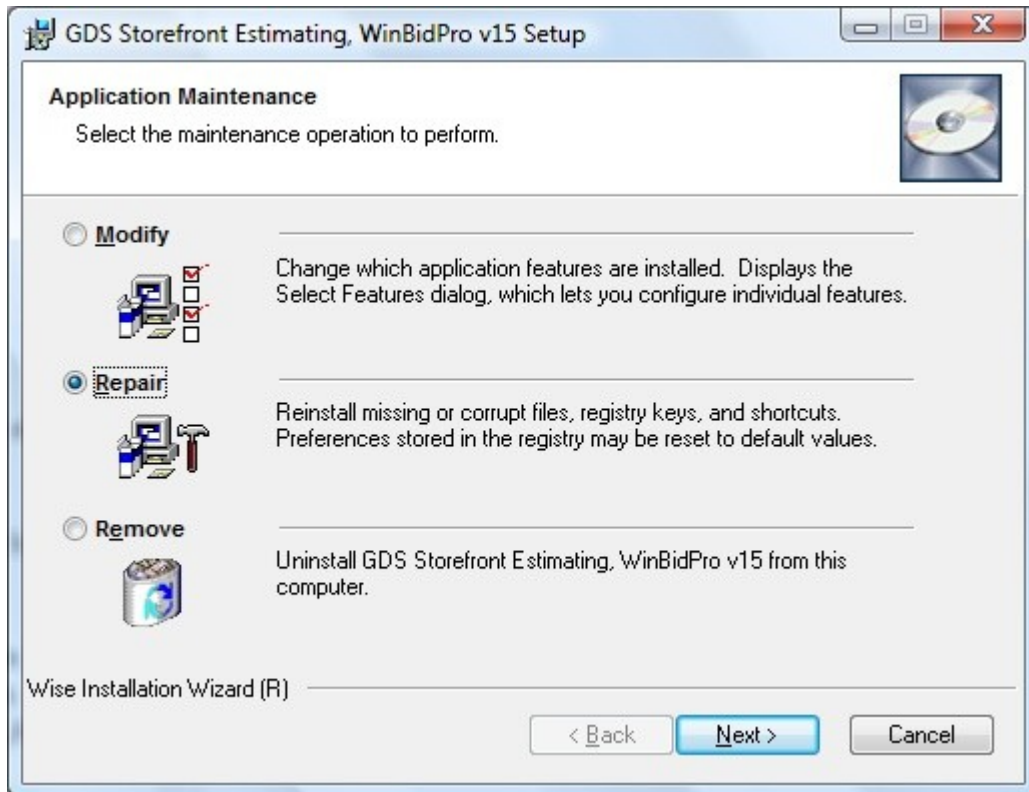 GDS Storefront Estimating, WinBidPro v15 Setup
Application Maintenance
Select the maintenance operation to perform.
Modify
Change which application features are installed. Displays the
Select Features dialog, which lets you configure individual features.
Repair
Reinstall missing or corrupt files, registry keys, and shortcuts.
Preferences stored in the registry may be reset to default values.
Remove
Uninstall GDS Storefront Estimating, WinBidPro v15 from this
computer.
Wise Installation Wizard (R)
< Back Next > Cancel